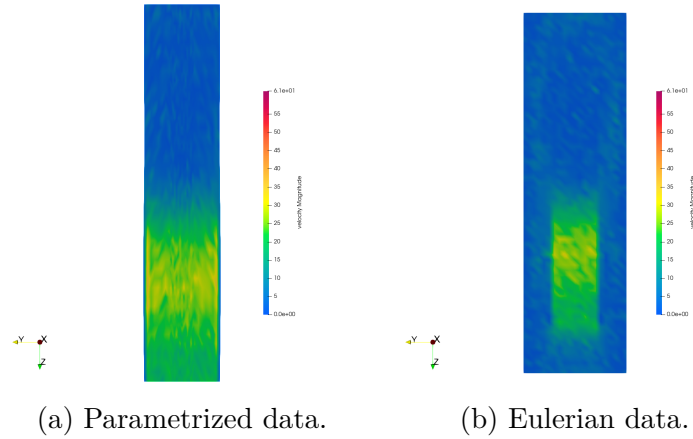 6.1e+01
55
50
45
40
35
30
25
20
15
10
5
0.0e+00
velocity Magnitude
Y
X
Z
6.1e+01
55
50
45
40
35
30
25
20
15
10
5
0.0e+00
velocity Magnitude
Y
X
Z
(a) Parametrized data.
(b) Eulerian data.